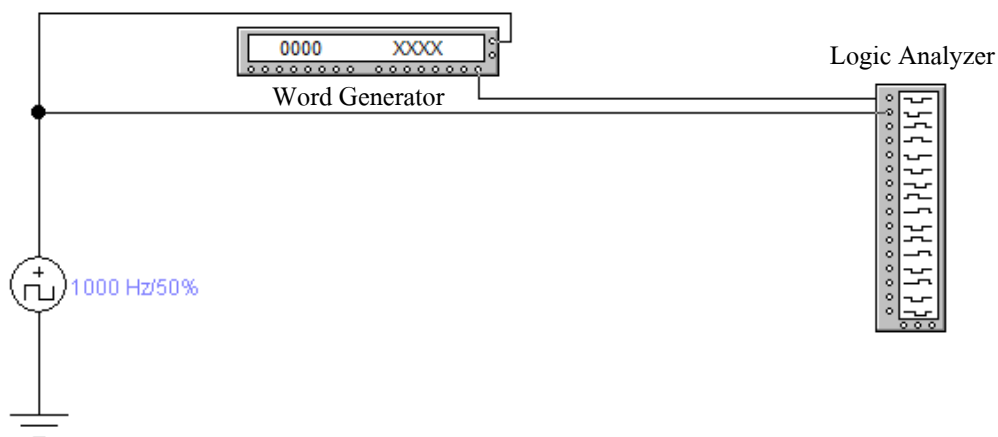 0000 XXXX
Logic Analyzer
Word Generator
+
1000 Hz/50%